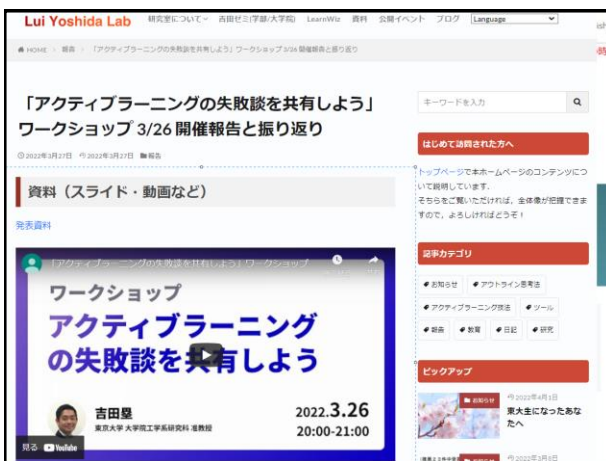 Lui Yoshida Lab
研究室について 吉田ゼミ(学部/大学院) LearnWiz 資料 公開イベント ブログ Language
HOME 報告 「アクティブラーニングの失敗談を共有しよう」ワークショップ 3/26 開催報告と振り返り
「アクティブラーニングの失敗談を共有しよう」
ワークショップ 3/26 開催報告と振り返り
2022年3月27日 2022年3月27日 報告
資料（スライド・動画など）
発表資料
「アクティブラーニングの失敗談を共有しよう」ワークショップ
ワークショップ
アクティブラーニング
の失敗談を共有しよう
吉田塁
東京大学 大学院工学系研究科 准教授
2022.3.26
20:00-21:00
見る YouTube
キーワードを入力
はじめて訪問された方へ
トップページで本ホームページのコンテンツにつ
いて説明しています．
そちらをご覧いただければ，全体像が把握できま
すので，よろしければどうぞ！
記事カテゴリ
お知らせ アウトライン思考法
アクティブラーニング技法 ツール
報告 教育 日記 研究
ピックアップ
お知らせ 2022年4月1日
東大生になったあな
たへ
2022年3月8日